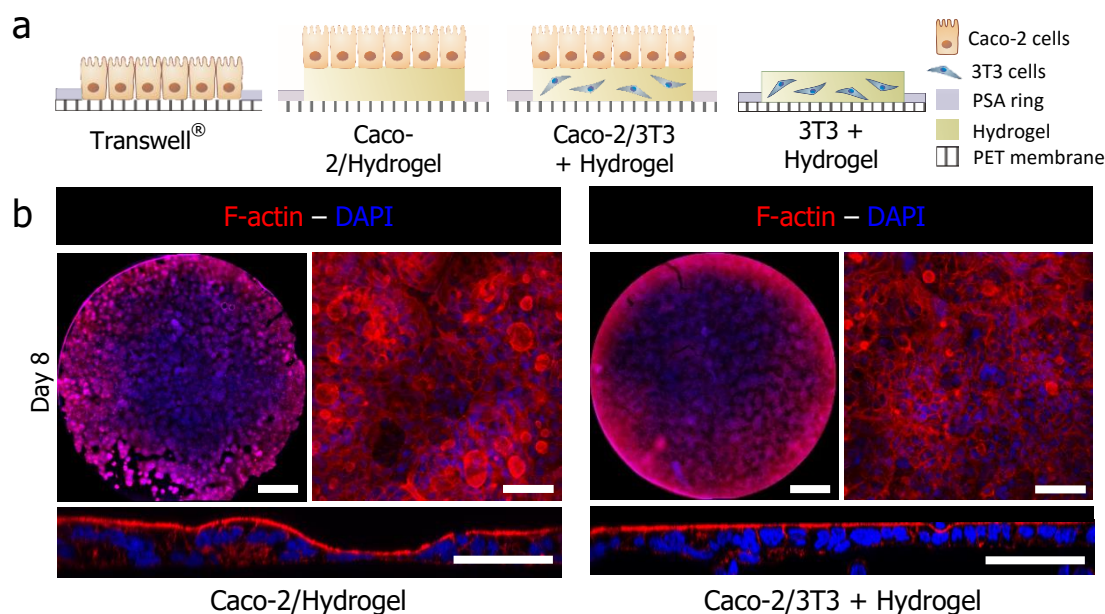 a
Transwell®
Caco-
2/Hydrogel
Caco-2/3T3
+ Hydrogel
3T3 +
Hydrogel
Caco-2 cells
3T3 cells
PSA ring
Hydrogel
PET membrane
b
F-actin – DAPI
F-actin – DAPI
Day 8
Caco-2/Hydrogel
Caco-2/3T3 + Hydrogel